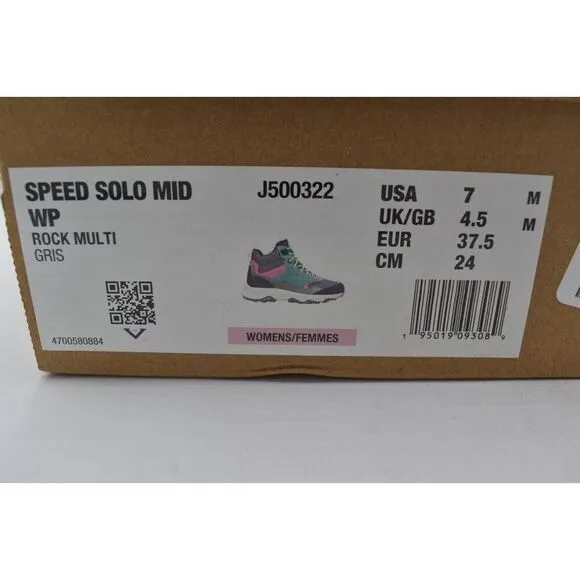 SPEED SOLO MID
WP
ROCK MULTI
GRIS
4700580884
J500322
WOMENS/FEMMES
USA 7 M
UK/GB 4.5 M
EUR 37.5
CM 24
1 95019 09308 9